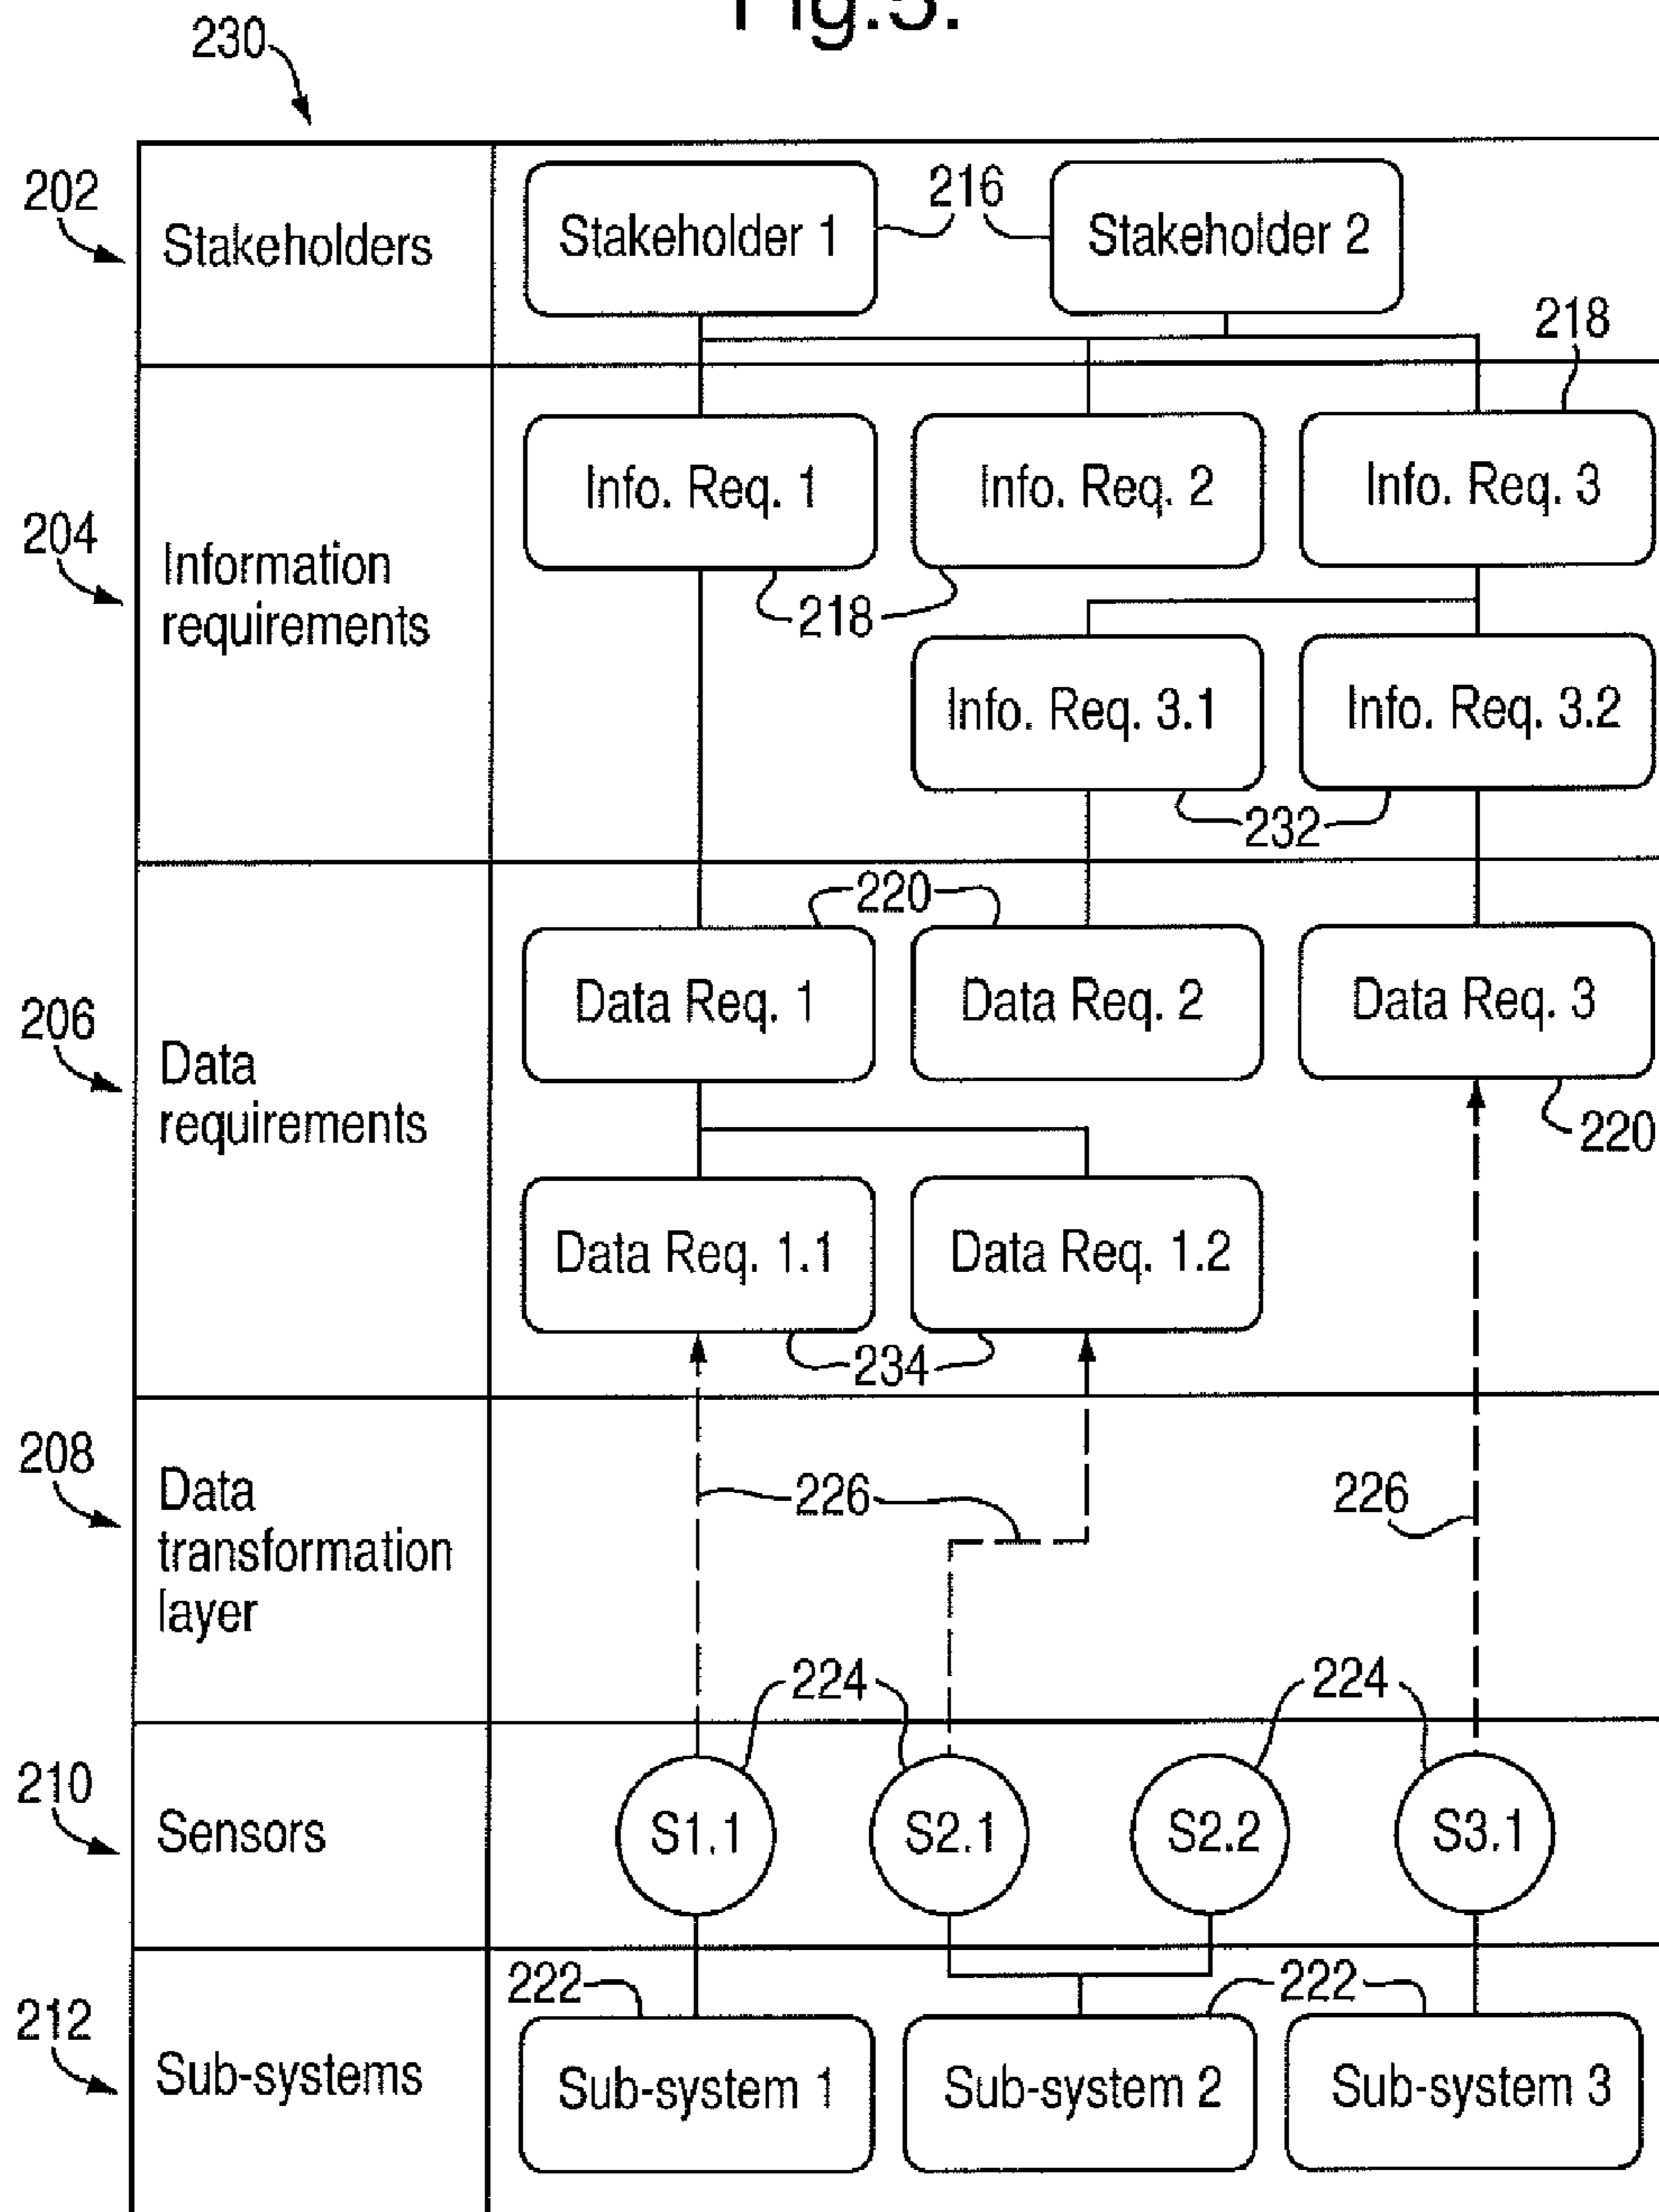 Fig.5.
230
202
Stakeholders
Stakeholder 1
216
Stakeholder 2
218
204
Information
requirements
Info. Req. 1
Info. Req. 2
Info. Req. 3
218
Info. Req. 3.1
Info. Req. 3.2
232
206
Data
requirements
220
Data Req. 1
Data Req. 2
Data Req. 3
220
Data Req. 1.1
Data Req. 1.2
234
208
Data
transformation
layer
226
226
224
224
210
Sensors
S1.1
S2.1
S2.2
S3.1
212
Sub-systems
222
222
Sub-system 1
Sub-system 2
Sub-system 3